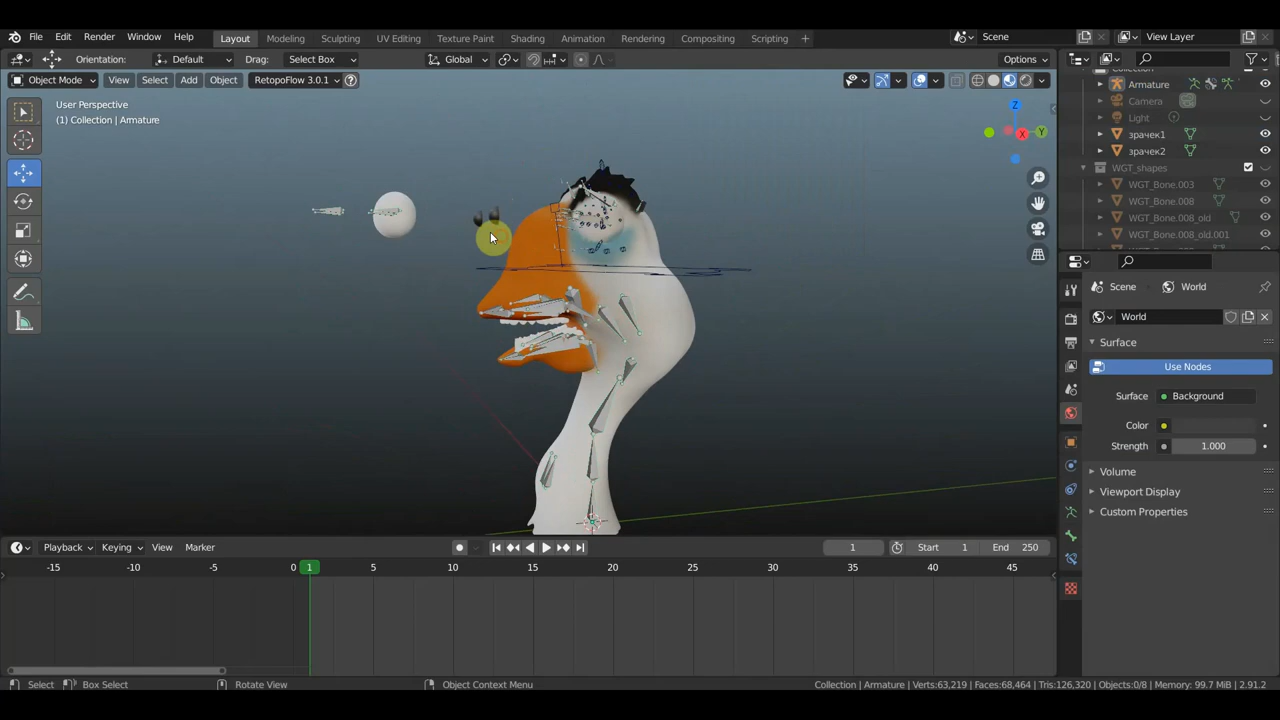 File Edit Render Window Help Layout Modeling Sculpting UV Editing Texture Paint Shading Animation Rendering Compositing Scripting + Scene View Layer
Orientation: Default Drag: Select Box Global Options
Object Mode View Select Add Object RetopoFlow 3.0.1
User Perspective
(1) Collection | Armature
Z
Y
X
Armature
Camera
Light
зрачек1
зрачек2
WGT_shapes
WGT_Bone.003
WGT_Bone.008
WGT_Bone.008_old
WGT_Bone.008_old.001
Scene World
World
Surface
Use Nodes
Surface Background
Color
Strength 1.000
Volume
Viewport Display
Custom Properties
Playback Keying View Marker 1 Start 1 End 250
-15 -10 -5 0 1 5 10 15 20 25 30 35 40 45
Select Box Select Rotate View Object Context Menu Collection | Armature | Verts:63,219 | Faces:68,464 | Tris:126,320 | Objects:0/8 | Memory: 99.7 MiB | 2.91.2